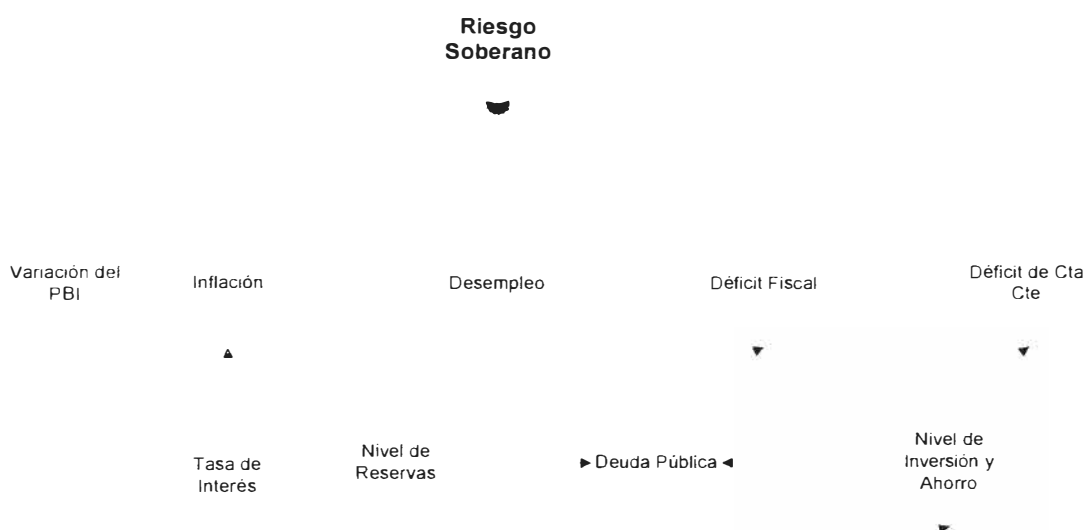 Riesgo
Soberano
Variación del
PBI
Inflación
Desempleo
Déficit Fiscal
Déficit de Cta
Cte
Tasa de
Interés
Nivel de
Reservas
Deuda Pública
Nivel de
Inversión y
Ahorro